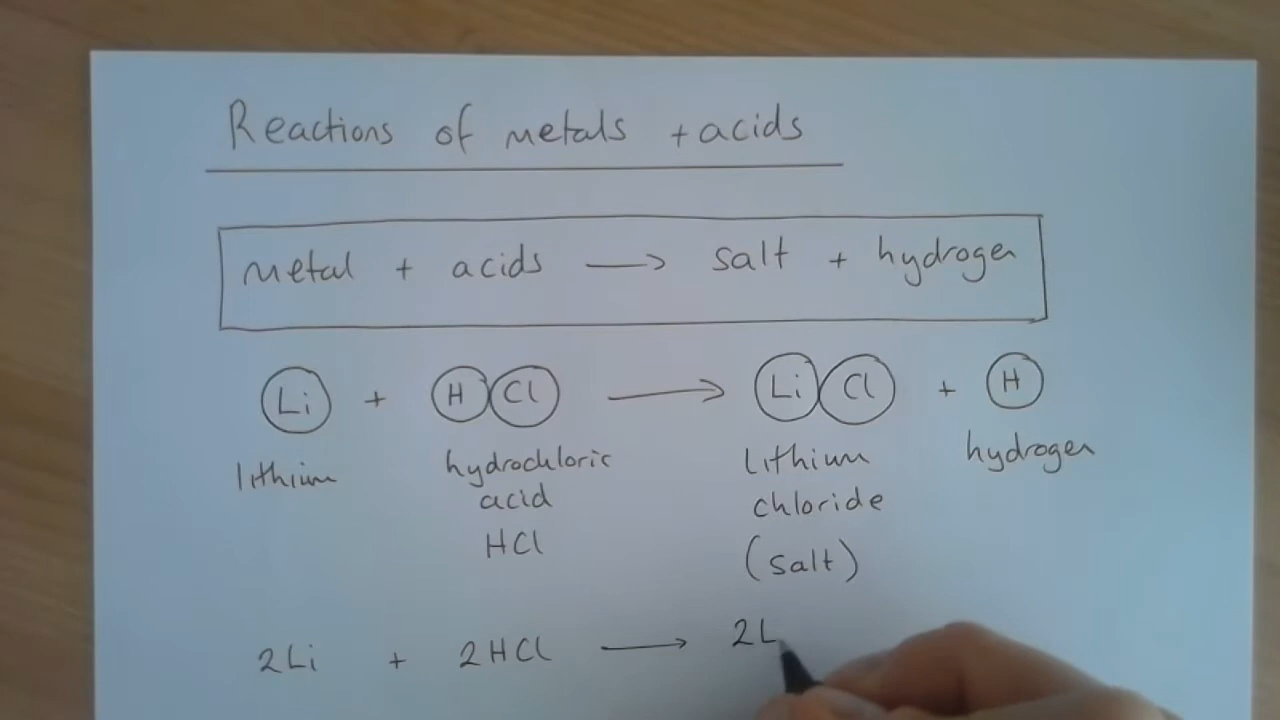 Reactions of metals + acids
metal + acids → salt + hydrogen
Li + H Cl → Li Cl + H
lithium hydrochloric lithium hydrogen
acid chloride
HCl (salt)
2Li + 2HCl → 2L